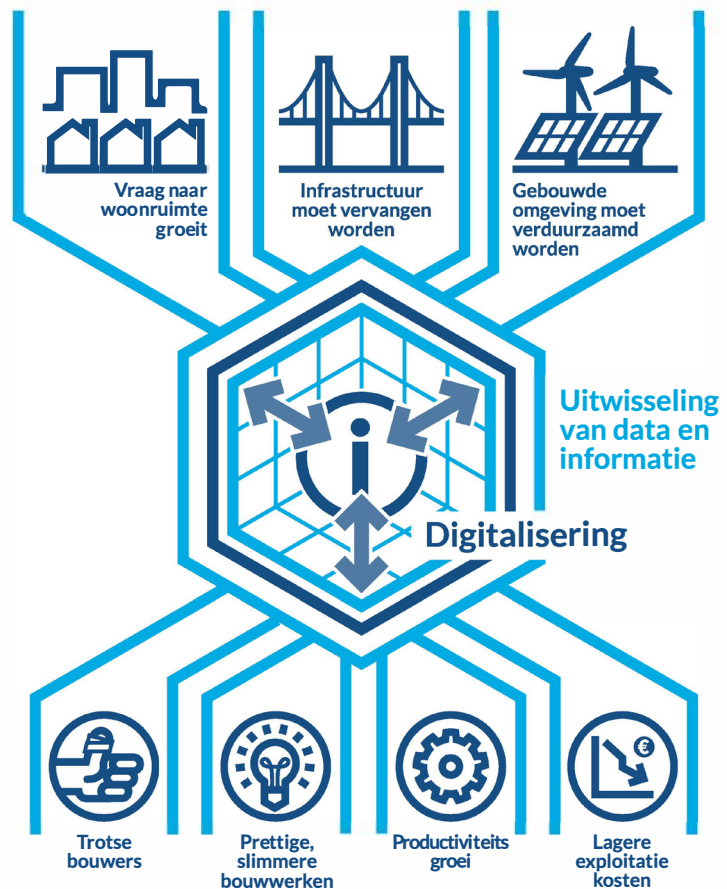 Vraag naar
woonruimte
groeit
Infrastructuur
moet vervangen
worden
Gebouwde
omgeving moet
verduurzaamd
worden
Uitwisseling
van data en
informatie
i
Digitalisering
€
Trotse
bouwers
Prettige,
slimmere
bouwwerken
Productiviteits
groei
Lagere
exploitatie
kosten